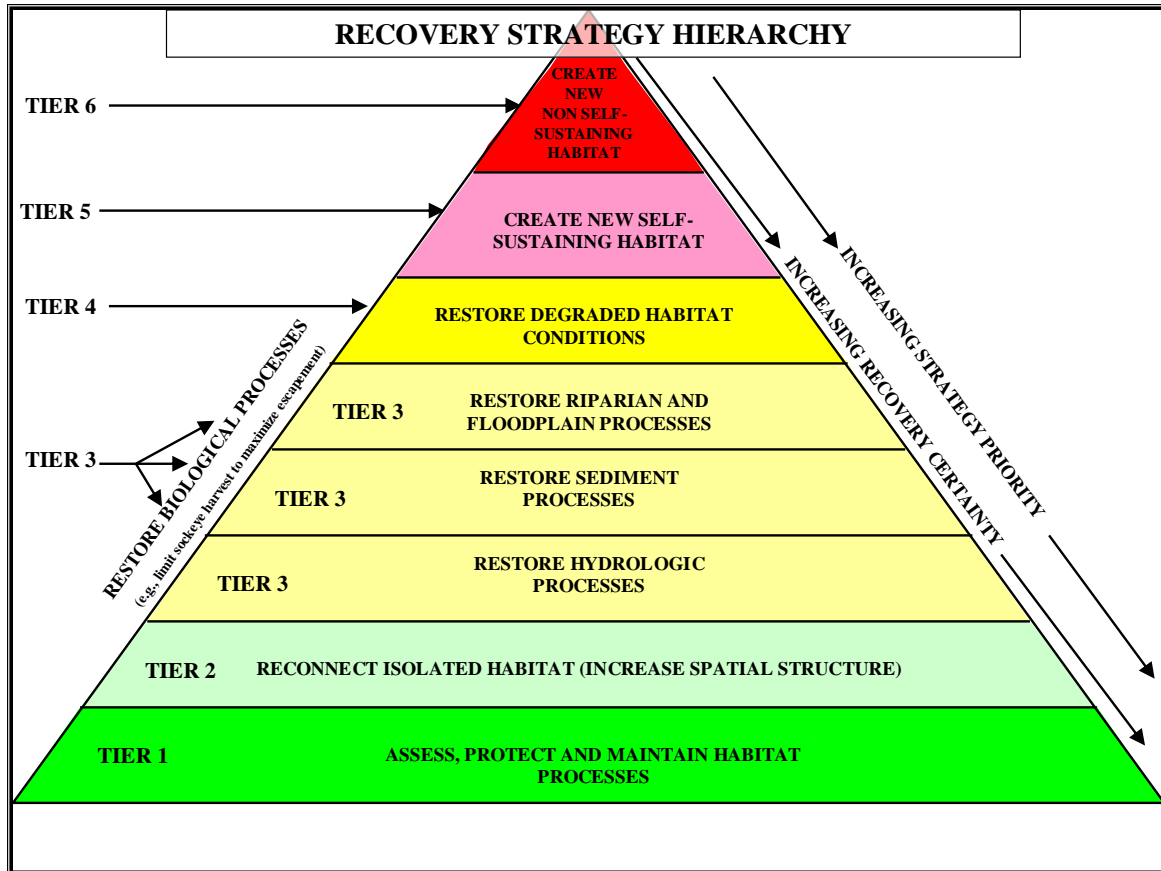 RECOVERY STRATEGY HIERARCHY
TIER 6
CREATE
NEW
NON SELF-
SUSTAINING
HABITAT
TIER 5
CREATE NEW SELF-
SUSTAINING HABITAT
TIER 4
RESTORE DEGRADED HABITAT
CONDITIONS
TIER 3
RESTORE RIPARIAN AND
FLOODPLAIN PROCESSES
TIER 3
RESTORE BIOLOGICAL PROCESSES
(e.g., limit sockeye harvest to maximize escapement)
TIER 3
RESTORE SEDIMENT
PROCESSES
TIER 3
RESTORE HYDROLOGIC
PROCESSES
TIER 2
RECONNECT ISOLATED HABITAT (INCREASE SPATIAL STRUCTURE)
TIER 1
ASSESS, PROTECT AND MAINTAIN HABITAT
PROCESSES
INCREASING RECOVERY CERTAINTY
INCREASING STRATEGY PRIORITY